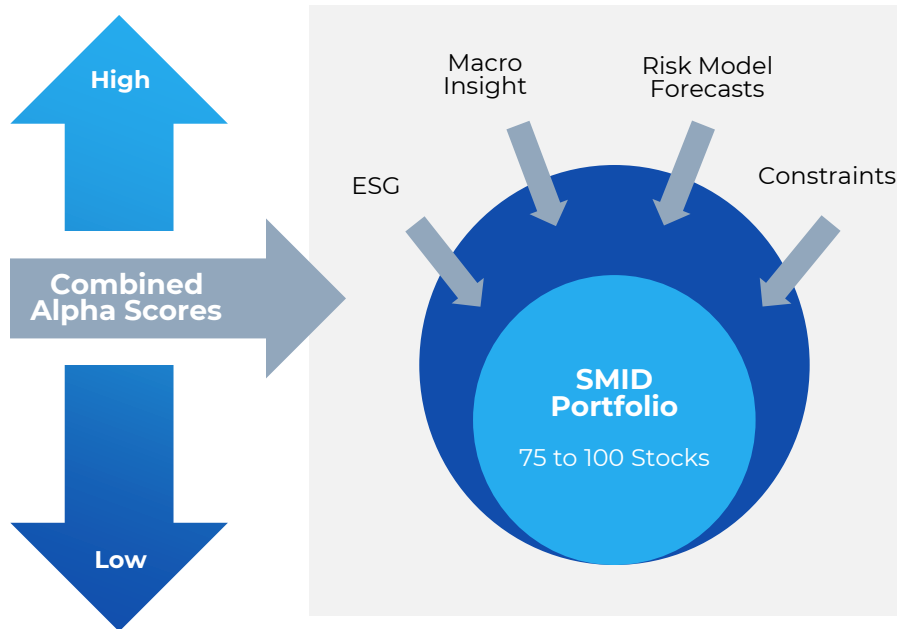 High
Combined
Alpha Scores
Low
Macro
Insight
Risk Model
Forecasts
ESG
Constraints
SMID
Portfolio
75 to 100 Stocks